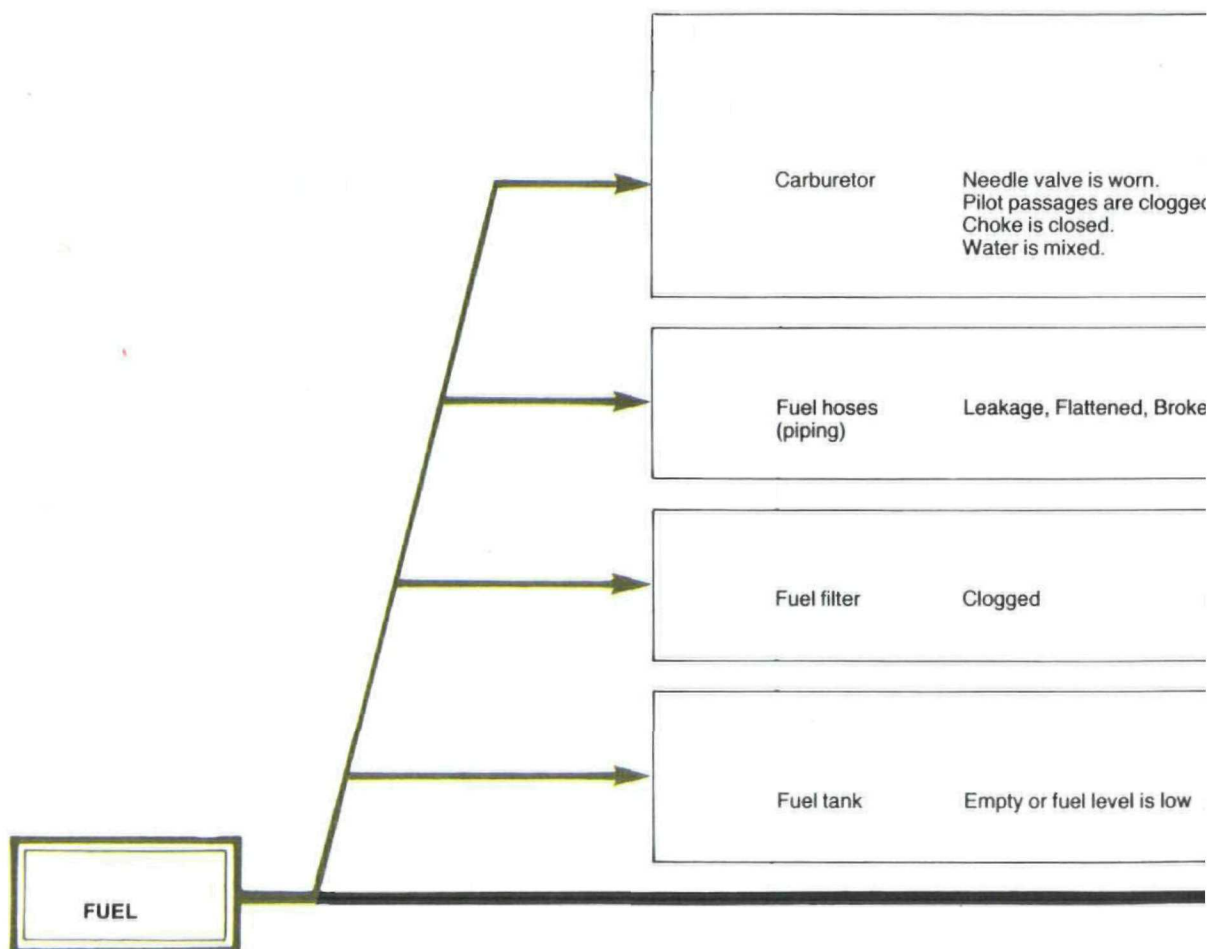 Carburetor Needle valve is worn.
Pilot passages are clogged
Choke is closed.
Water is mixed.
Fuel hoses Leakage, Flattened, Broke
(piping)
Fuel filter Clogged
Fuel tank Empty or fuel level is low
FUEL